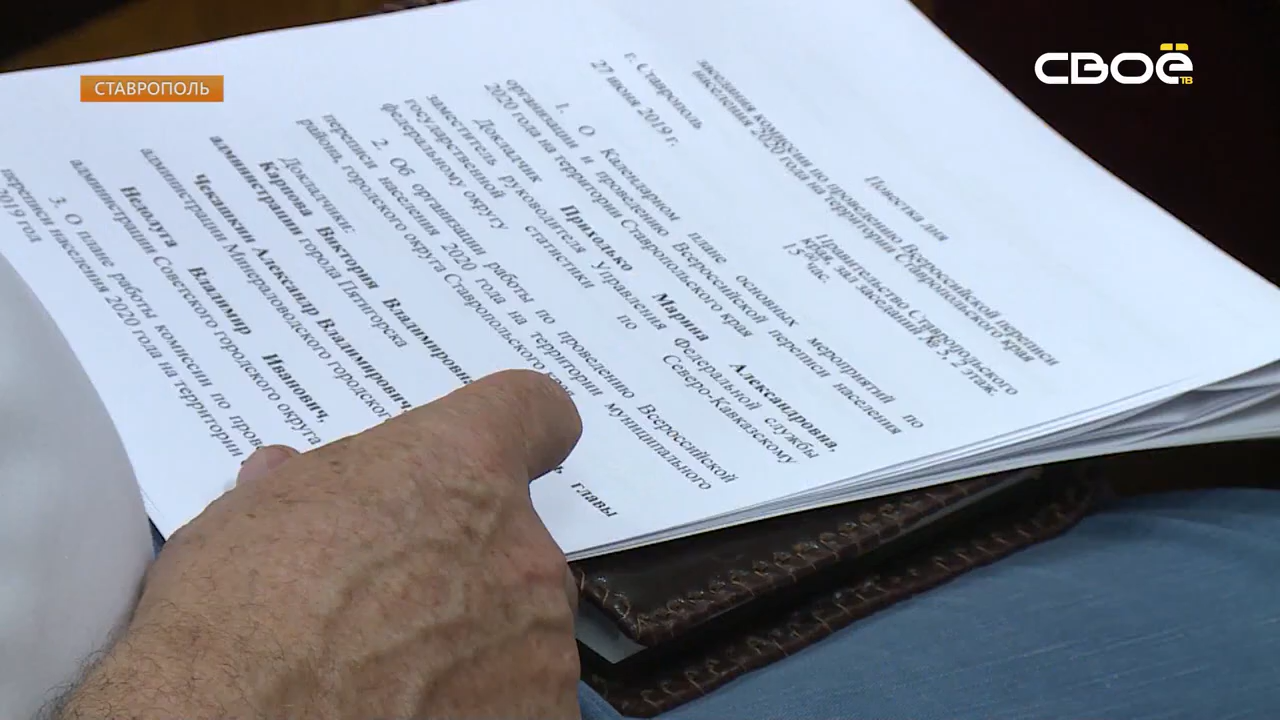 СТАВРОПОЛЬ
СВОЁ
ТВ
Повестка дня
заседания комиссии по проведению Всероссийской переписи
населения 2020 года на территории Ставропольского края
г. Ставрополь
27 июня 2019 г.
Правительство Ставропольского
края, зал заседаний № 5, 2 этаж.
15 00 час.
1. О Календарном плане основных мероприятий по
организации и проведению Всероссийской переписи населения
2020 года на территории Ставропольского края
Докладчик Приходько Марина Александровна,
заместитель руководителя Управления Федеральной службы
государственной статистики по Северо-Кавказскому
федеральному округу
2. Об организации работы по проведению Всероссийской
переписи населения 2020 года на территории муниципального
района, городского округа Ставропольского края
Докладчики:
Карпова Виктория Владимировна, главы
администрации города Пятигорска
Александр Владимирович,
администрации Минераловодского городского
Владимир Иванович,
администрации Советского городского округа
3. О плане работы комиссии по
переписи населения 2020 года на территории
2019 год